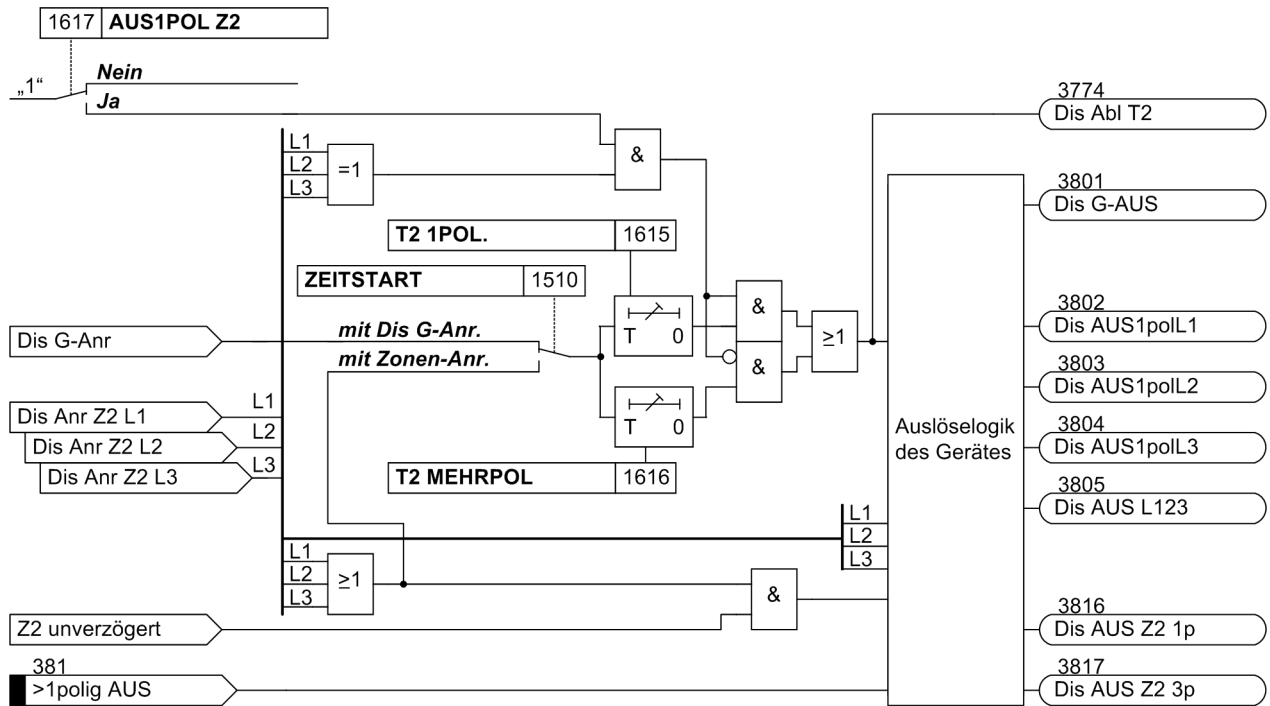 1617 AUS1POL Z2
„1“
Nein
Ja
3774
Dis Abl T2
L1
L2
L3
=1
&
3801
Dis G-AUS
T2 1POL.
1615
ZEITSTART
1510
Dis G-Anr
mit Dis G-Anr.
mit Zonen-Anr.
T 0
&
&
≥1
3802
Dis AUS1polL1
3803
Dis AUS1polL2
T 0
Dis Anr Z2 L1
L1
Dis Anr Z2 L2
L2
Dis Anr Z2 L3
L3
Auslöselogik
des Gerätes
3804
Dis AUS1polL3
T2 MEHRPOL
1616
3805
Dis AUS L123
L1
L2
L3
L1
L2
L3
≥1
&
Z2 unverzögert
3816
Dis AUS Z2 1p
381
>1polig AUS
3817
Dis AUS Z2 3p